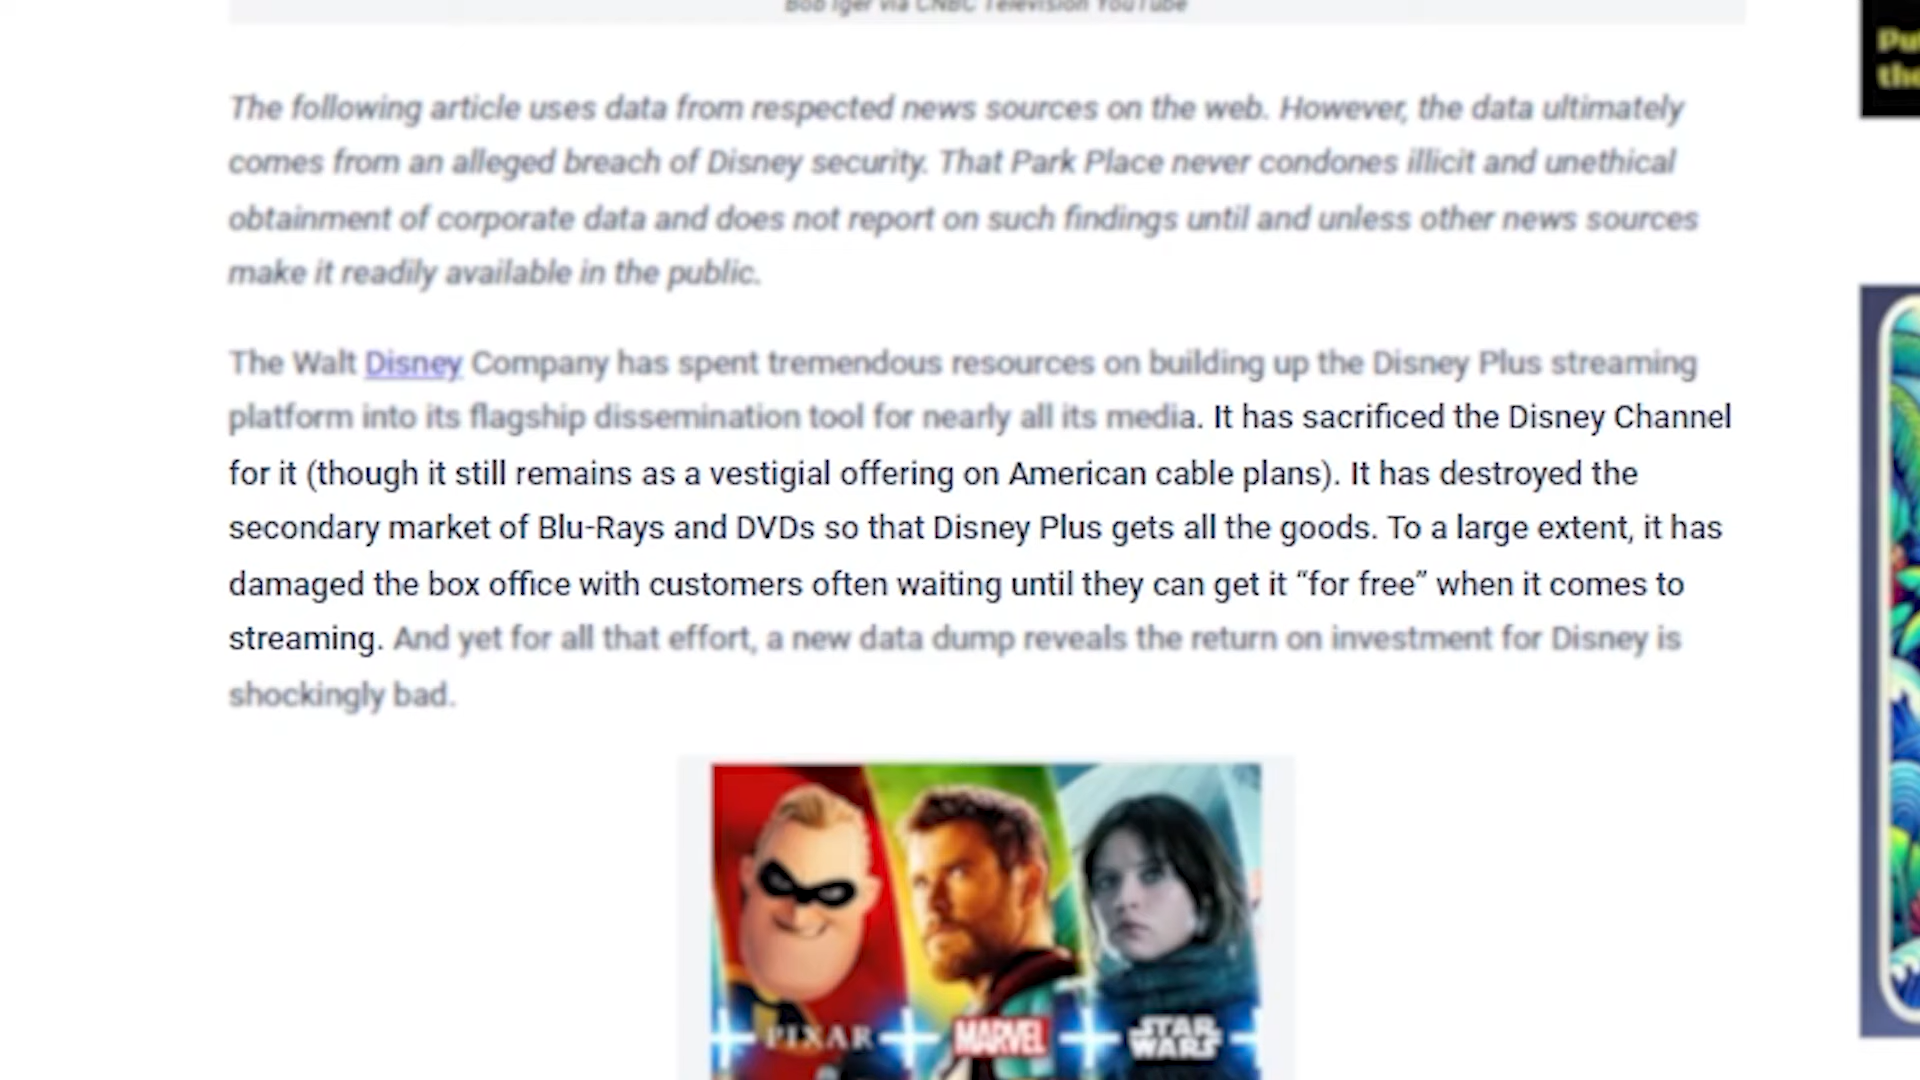 Bob Iger via CNBC Television YouTube
The following article uses data from respected news sources on the web. However, the data ultimately
comes from an alleged breach of Disney security. That Park Place never condones illicit and unethical
obtainment of corporate data and does not report on such findings until and unless other news sources
make it readily available in the public.
The Walt Disney Company has spent tremendous resources on building up the Disney Plus streaming
platform into its flagship dissemination tool for nearly all its media. It has sacrificed the Disney Channel
for it (though it still remains as a vestigial offering on American cable plans). It has destroyed the
secondary market of Blu-Rays and DVDs so that Disney Plus gets all the goods. To a large extent, it has
damaged the box office with customers often waiting until they can get it “for free” when it comes to
streaming. And yet for all that effort, a new data dump reveals the return on investment for Disney is
shockingly bad.
PIXAR
MARVEL
STAR
WARS